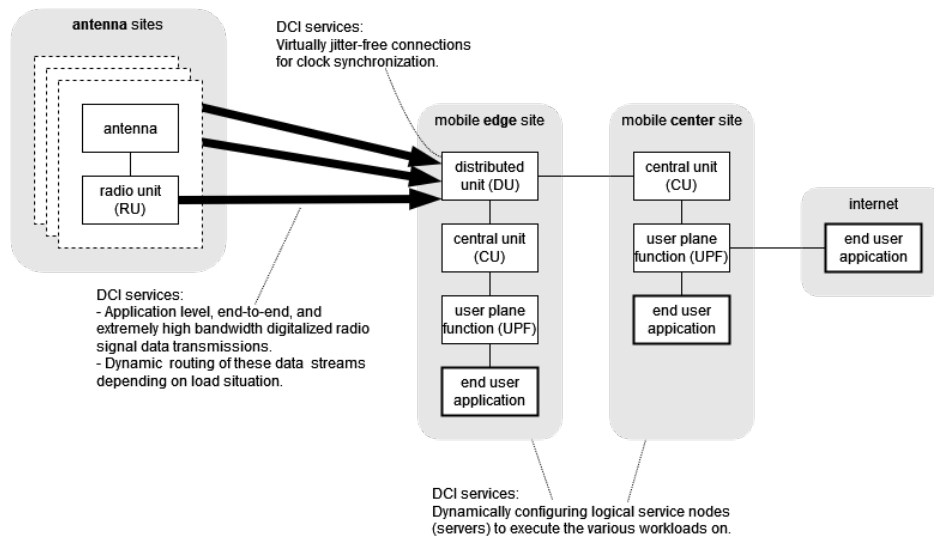 antenna sites
DCI services:
Virtually jitter-free connections
for clock synchronization.
antenna
radio unit
(RU)
mobile edge site
distributed
unit (DU)
central unit
(CU)
user plane
function (UPF)
end user
application
mobile center site
central unit
(CU)
user plane
function (UPF)
end user
appication
internet
end user
appication
DCI services:
- Application level, end-to-end, and
extremely high bandwidth digitalized radio
signal data transmissions.
- Dynamic routing of these data streams
depending on load situation.
DCI services:
Dynamically configuring logical service nodes
(servers) to execute the various workloads on.